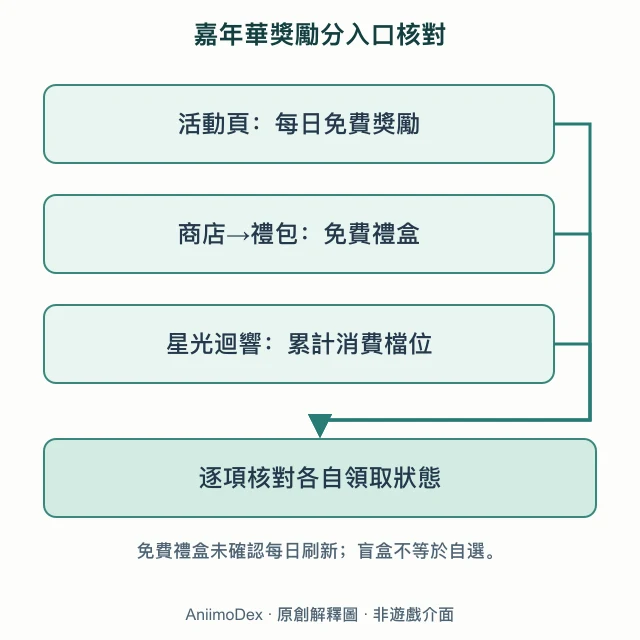 嘉年華獎勵分入口核對
活動頁：每日免費獎勵
商店→禮包：免費禮盒
星光迴響：累計消費檔位
逐項核對各自領取狀態
免費禮盒未確認每日刷新；盲盒不等於自選。
AniimoDex · 原創解釋圖 · 非遊戲介面